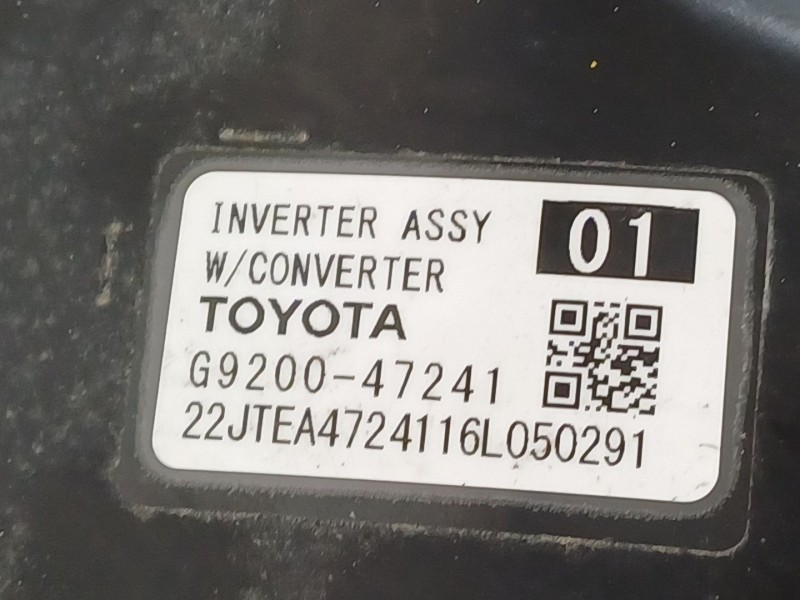 INVERTER ASSY
01
W/CONVERTER
TOYOTA
G9200-47241
22JTEA4724116L050291